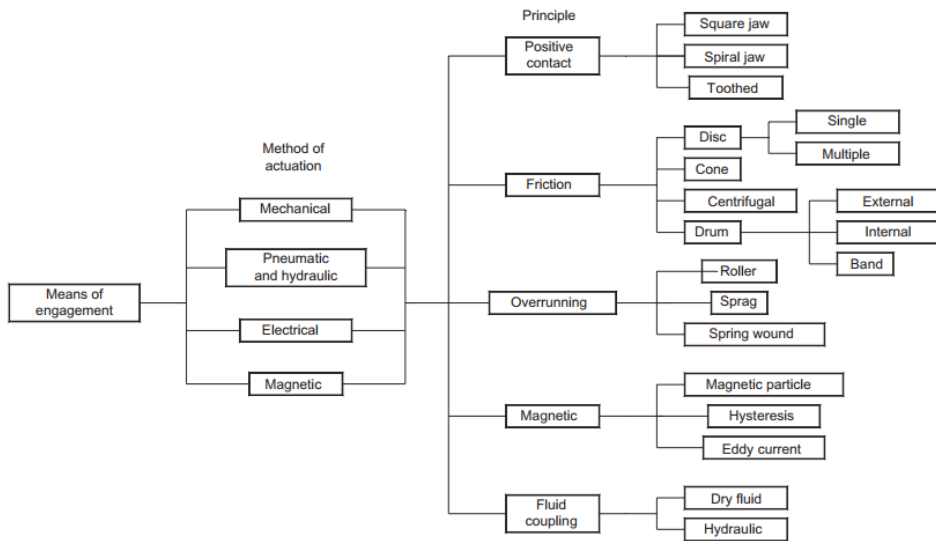 Principle
Positive
contact
Square jaw
Spiral jaw
Toothed
Method of
actuation
Friction
Disc
Single
Multiple
Cone
Centrifugal
Drum
External
Internal
Band
Means of
engagement
Mechanical
Pneumatic
and hydraulic
Electrical
Magnetic
Overrunning
Roller
Sprag
Spring wound
Magnetic
Magnetic particle
Hysteresis
Eddy current
Fluid
coupling
Dry fluid
Hydraulic